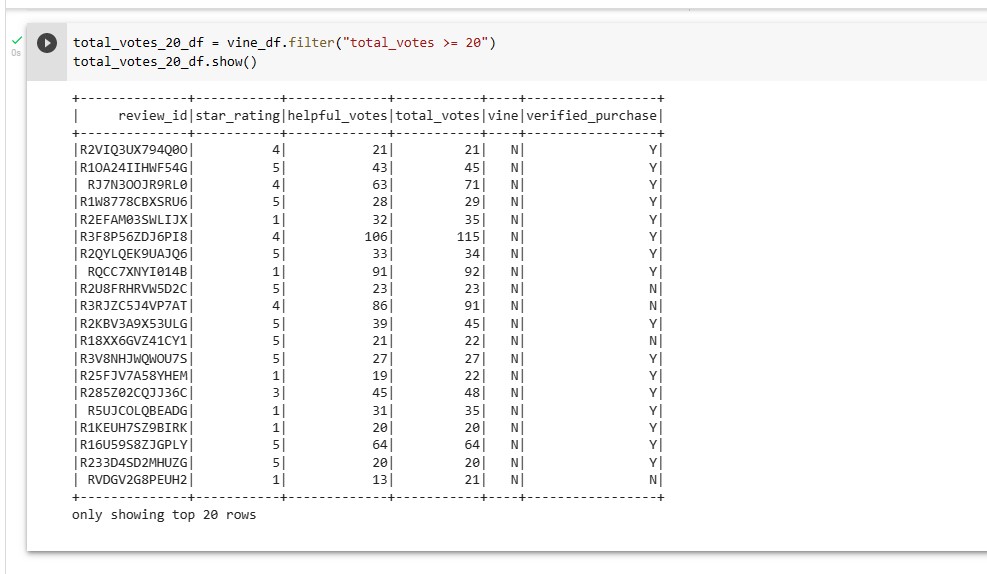 total_votes_20_df = vine_df.filter("total_votes >= 20")
0s
total_votes_20_df.show()
+--------------+-----------+-------------+-----------+----+-----------------+
|     review_id|star_rating|helpful_votes|total_votes|vine|verified_purchase|
+--------------+-----------+-------------+-----------+----+-----------------+
|R2VIQ3UX794Q0O|          4|           21|         21|   N|                Y|
|R1OA24IIHWF54G|          5|           43|         45|   N|                Y|
| RJ7N3OOJR9RL0|          4|           63|         71|   N|                Y|
|R1W8778CBXSRU6|          5|           28|         29|   N|                Y|
|R2EFAM03SWLIJX|          1|           32|         35|   N|                Y|
|R3F8P56ZDJ6PI8|          4|          106|        115|   N|                Y|
|R2QYLQEK9UAJQ6|          5|           33|         34|   N|                Y|
| RQCC7XNYI014B|          1|           91|         92|   N|                Y|
|R2U8FRHRVW5D2C|          5|           23|         23|   N|                N|
|R3RJZC5J4VP7AT|          4|           86|         91|   N|                N|
|R2KBV3A9X53ULG|          5|           39|         45|   N|                Y|
|R18XX6GVZ41CY1|          5|           21|         22|   N|                N|
|R3V8NHJWQWOU7S|          5|           27|         27|   N|                Y|
|R25FJV7A58YHEM|          1|           19|         22|   N|                Y|
|R285Z02CQJJ36C|          3|           45|         48|   N|                Y|
| R5UJCOLQBEADG|          1|           31|         35|   N|                Y|
|R1KEUH7SZ9BIRK|          1|           20|         20|   N|                Y|
|R16U59S8ZJGPLY|          5|           64|         64|   N|                Y|
|R233D4SD2MHUZG|          5|           20|         20|   N|                Y|
| RVDGV2G8PEUH2|          1|           13|         21|   N|                N|
+--------------+-----------+-------------+-----------+----+-----------------+
only showing top 20 rows